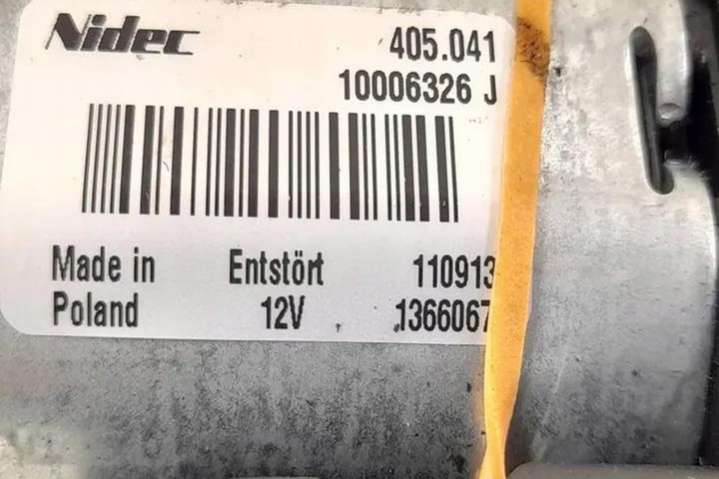 Nidec 405.041
10006326 J
Made in Entstört 110913
Poland 12V 1366067